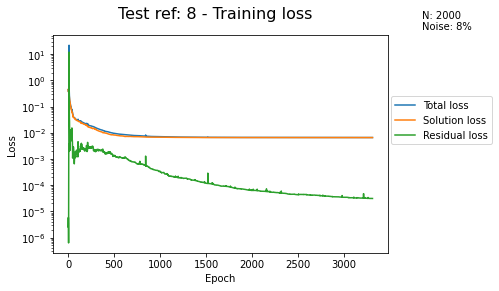 Test ref: 8 - Training loss
N: 2000
Noise: 8%
10¹
10⁰
10⁻¹
10⁻²
10⁻³
10⁻⁴
10⁻⁵
10⁻⁶
Loss
Total loss
Solution loss
Residual loss
0 500 1000 1500 2000 2500 3000
Epoch